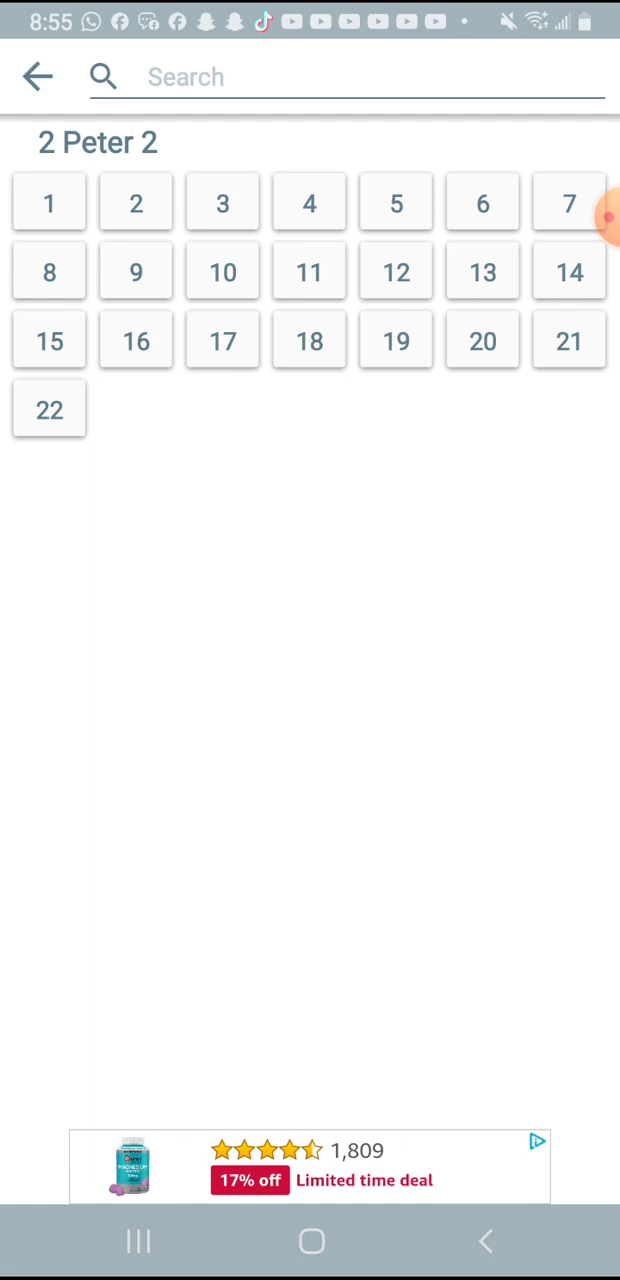 8:55
Search
2 Peter 2
1 2 3 4 5 6 7
8 9 10 11 12 13 14
15 16 17 18 19 20 21
22
1,809
17% off Limited time deal
MAGNESIUM